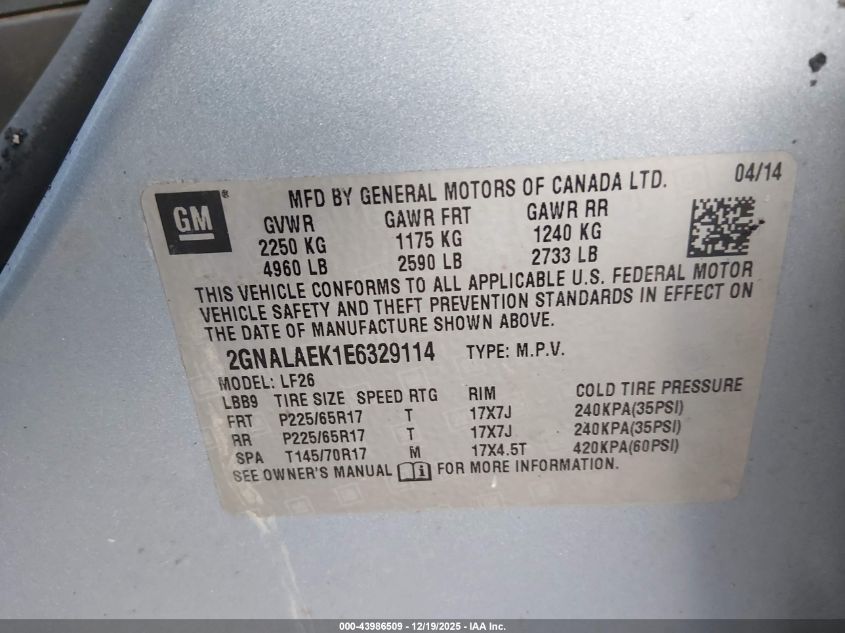 GM® MFD BY GENERAL MOTORS OF CANADA LTD. 04/14
GVWR GAWR FRT GAWR RR
2250 KG 1175 KG 1240 KG
4960 LB 2590 LB 2733 LB
THIS VEHICLE CONFORMS TO ALL APPLICABLE U.S. FEDERAL MOTOR
VEHICLE SAFETY AND THEFT PREVENTION STANDARDS IN EFFECT ON
THE DATE OF MANUFACTURE SHOWN ABOVE.
2GNALAEK1E6329114 TYPE: M.P.V.
MODEL: LF26
LBB9 TIRE SIZE SPEED RTG RIM COLD TIRE PRESSURE
FRT P225/65R17 T 17X7J 240KPA(35PSI)
RR P225/65R17 T 17X7J 240KPA(35PSI)
SPA T145/70R17 M 17X4.5T 420KPA(60PSI)
SEE OWNER'S MANUAL i FOR MORE INFORMATION.
000-43986509 - 12/19/2025 - IAA Inc.